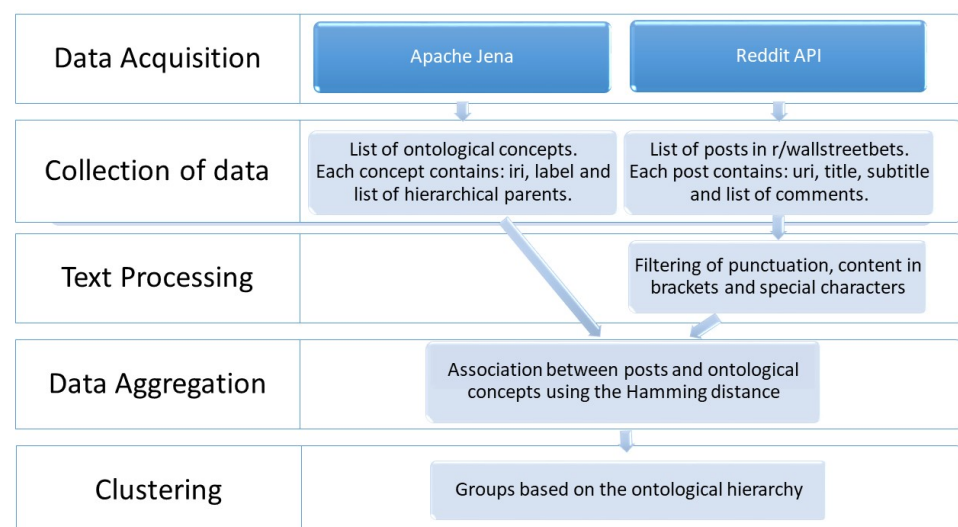 Data Acquisition
Apache Jena
Reddit API
Collection of data
List of ontological concepts.
Each concept contains: iri, label and
list of hierarchical parents.
List of posts in r/wallstreetbets.
Each post contains: uri, title, subtitle
and list of comments.
Text Processing
Filtering of punctuation, content in
brackets and special characters
Data Aggregation
Association between posts and ontological
concepts using the Hamming distance
Clustering
Groups based on the ontological hierarchy